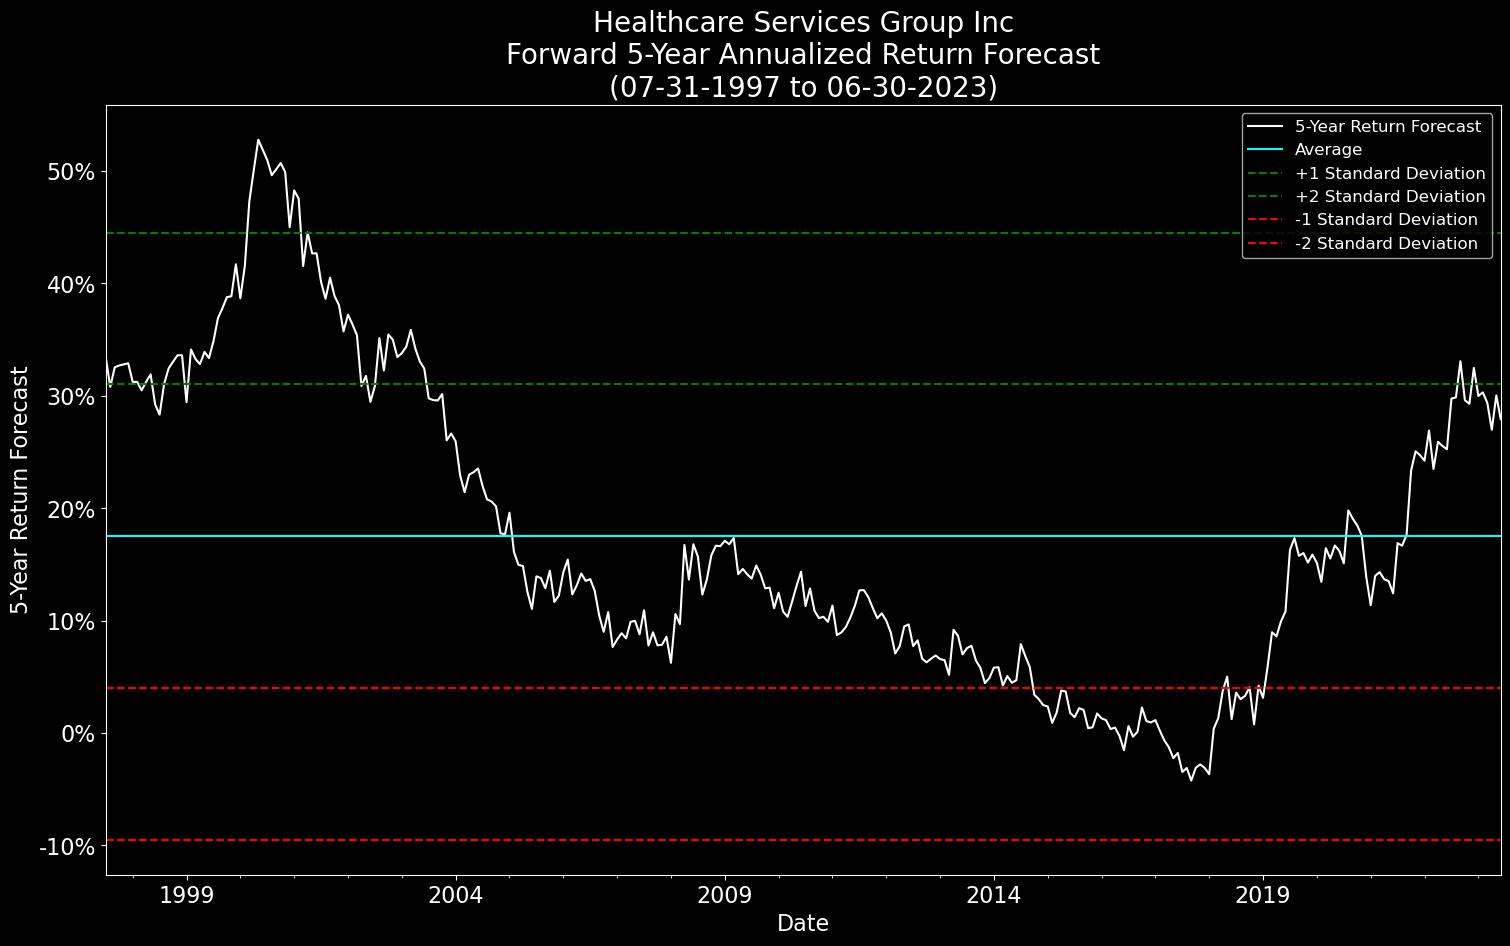 Healthcare Services Group Inc
Forward 5-Year Annualized Return Forecast
(07-31-1997 to 06-30-2023)
5-Year Return Forecast
Average
+1 Standard Deviation
+2 Standard Deviation
-1 Standard Deviation
-2 Standard Deviation
5-Year Return Forecast
50%
40%
30%
20%
10%
0%
-10%
1999 2004 2009 2014 2019
Date